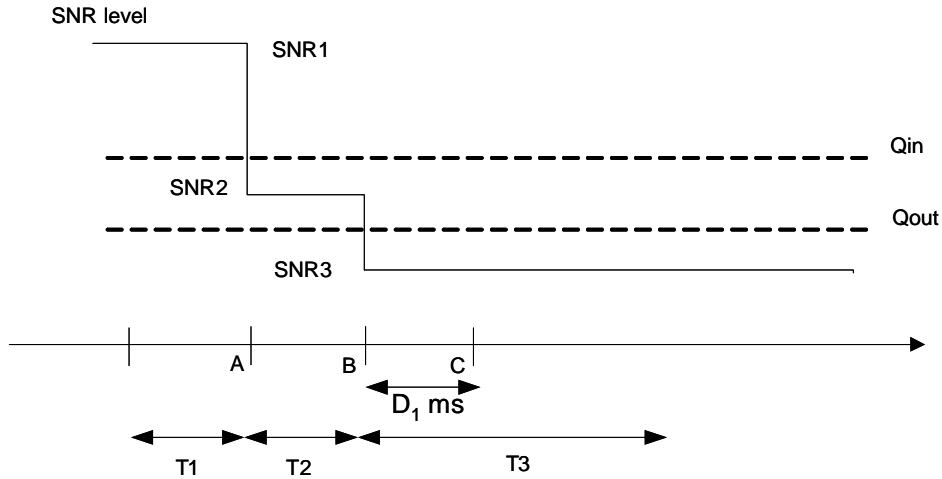 SNR level
SNR1
Qin
SNR2
Qout
SNR3
A
B
C
D₁ ms
T1
T2
T3